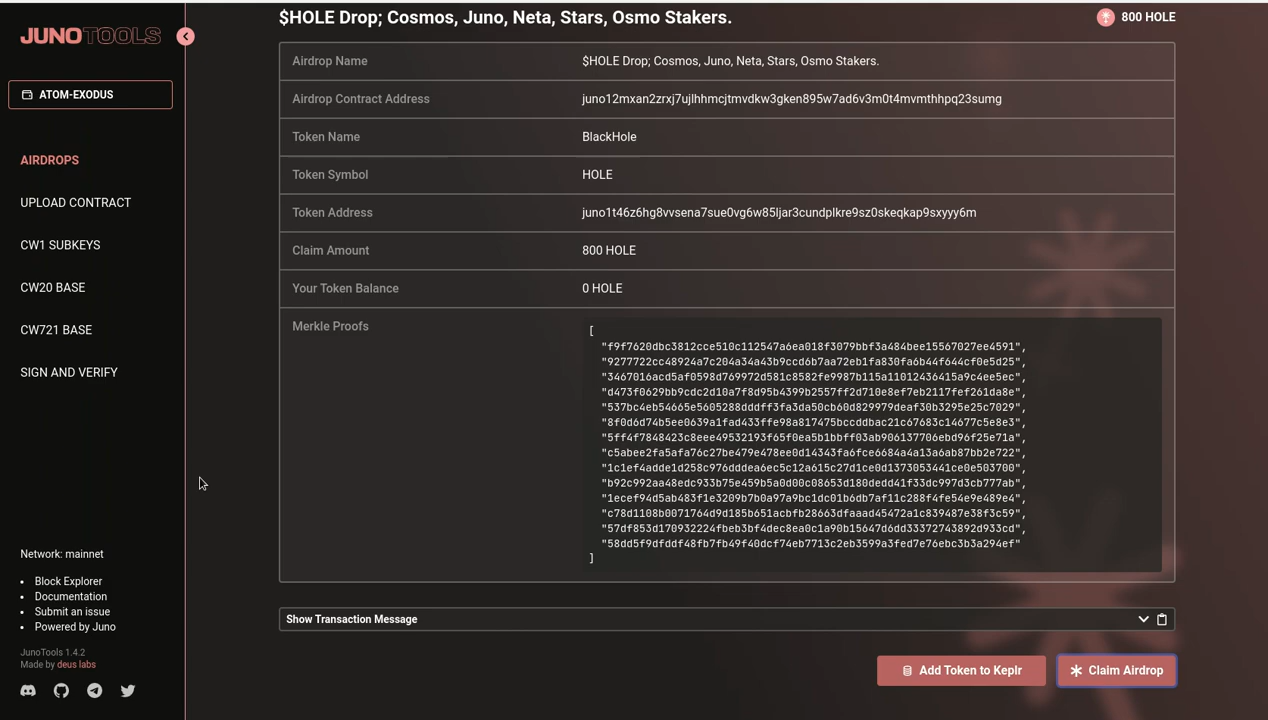 JUNOTOOLS
ATOM-EXODUS
AIRDROPS
UPLOAD CONTRACT
CW1 SUBKEYS
CW20 BASE
CW721 BASE
SIGN AND VERIFY
Network: mainnet
• Block Explorer
• Documentation
• Submit an issue
• Powered by Juno
JunoTools 1.4.2
Made by deus labs
$HOLE Drop; Cosmos, Juno, Neta, Stars, Osmo Stakers.
800 HOLE
Airdrop Name $HOLE Drop; Cosmos, Juno, Neta, Stars, Osmo Stakers.
Airdrop Contract Address juno12mxan2zrxj7ujlhhmcjtmvdkw3gken895w7ad6v3m0t4mvmthhpq23sumg
Token Name BlackHole
Token Symbol HOLE
Token Address juno1t46z6hg8vvsena7sue0vg6w85ljar3cundplkre9sz0skeqkap9sxyyy6m
Claim Amount 800 HOLE
Your Token Balance 0 HOLE
Merkle Proofs
[
"f9f7620dbc3812cce510c112547a6ea018f3079bbf3a484bee15567027ee4591",
"9277722cc48924a7c204a34a43b9ccd6b7aa72eb1fa830fa6b44f644cf0e5d25",
"3467016acd5af0598d769972d581c8582fe9987b115a11012436415a9c4ee5ec",
"d473f0629bb9cdc2d10a7f8d95b4399b2557ff2d710e8ef7eb2117fef261da8e",
"537bc4eb54665e5605288dddff3fa3da50cb60d829979deaf30b3295e25c7029",
"8f0d6d74b5ee0639a1fad433ffe98a817475bccddbac21c67683c14677c5e8e3",
"5ff4f7848423c8eee49532193f65f0ea5b1bbff03ab906137706ebd96f25e71a",
"c5abee2fa5afa76c27be479e478ee0d14343fa6fce6684a4a13a6ab87bb2e722",
"1c1ef4adde1d258c976dddea6ec5c12a615c27d1ce0d1373053441ce0e503700",
"b92c992aa48edc933b75e459b5a0d00c08653d180dedd41f33dc997d3cb777ab",
"1ecef94d5ab483f1e3209b7b0a97a9bc1dc01b6db7af11c288f4fe54e9e489e4",
"c78d1108b0071764d9d185b651acbfb28663dfaaad45472a1c839487e38f3c59",
"57df853d170932224fbeb3bf4dec8ea0c1a90b15647d6dd33372743892d933cd",
"58dd5f9dfddf48fb7fb49f40dcf74eb7713c2eb3599a3fed7e76ebc3b3a294ef"
]
Show Transaction Message
Add Token to Keplr
Claim Airdrop